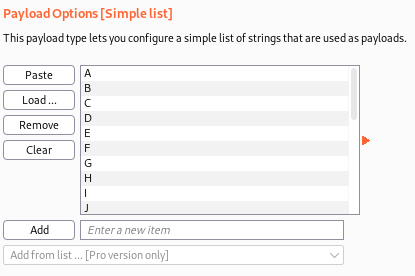 Payload Options [Simple list]
This payload type lets you configure a simple list of strings that are used as payloads.
Paste
Load ...
Remove
Clear
A
B
C
D
E
F
G
H
I
J
Add
Enter a new item
Add from list ... [Pro version only]